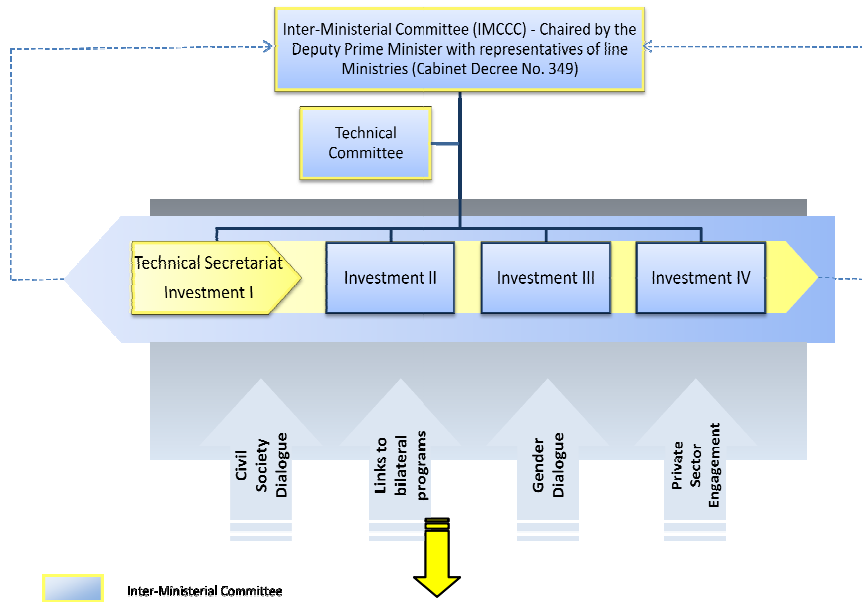 Inter-Ministerial Committee (IMCCC) - Chaired by the
Deputy Prime Minister with representatives of line
Ministries (Cabinet Decree No. 349)
Technical
Committee
Technical Secretariat
Investment I
Investment II
Investment III
Investment IV
Civil
Society
Dialogue
Links to
bilateral
programs
Gender
Dialogue
Private
Sector
Engagement
Inter-Ministerial Committee